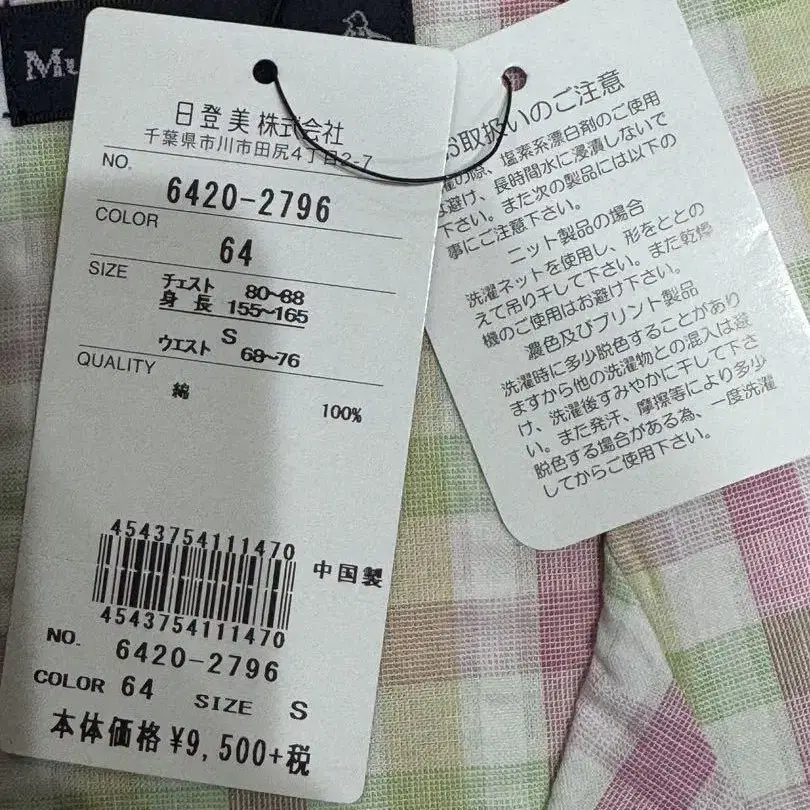 日登美株式会社
千葉県市川市田尻4丁目2-7
NO.
6420-2796
COLOR
64
SIZE
チェスト 80~88
身長 155~165
S
ウエスト 68~76
QUALITY
綿
100%
4543754111470
中国製
4543754111470
NO. 6420-2796
COLOR 64 SIZE S
本体価格 ¥9,500+税
お取扱いのご注意
の際、塩素系漂白剤のご使用
避け、長時間水に浸漬しないで
下さい。また次の製品には以下の
事にご注意下さい。
ニット製品の場合
洗濯ネットを使用し、形をととの
えて吊り干して下さい。また乾燥
機のご使用はお避け下さい。
濃色及びプリント製品
洗濯時に多少脱色することがあり
ますから他の洗濯物との混入は避
け、洗濯後すみやかに干して下さ
い。また発汗、摩擦等により多少
脱色する場合がある為、一度洗濯
してからご使用下さい。